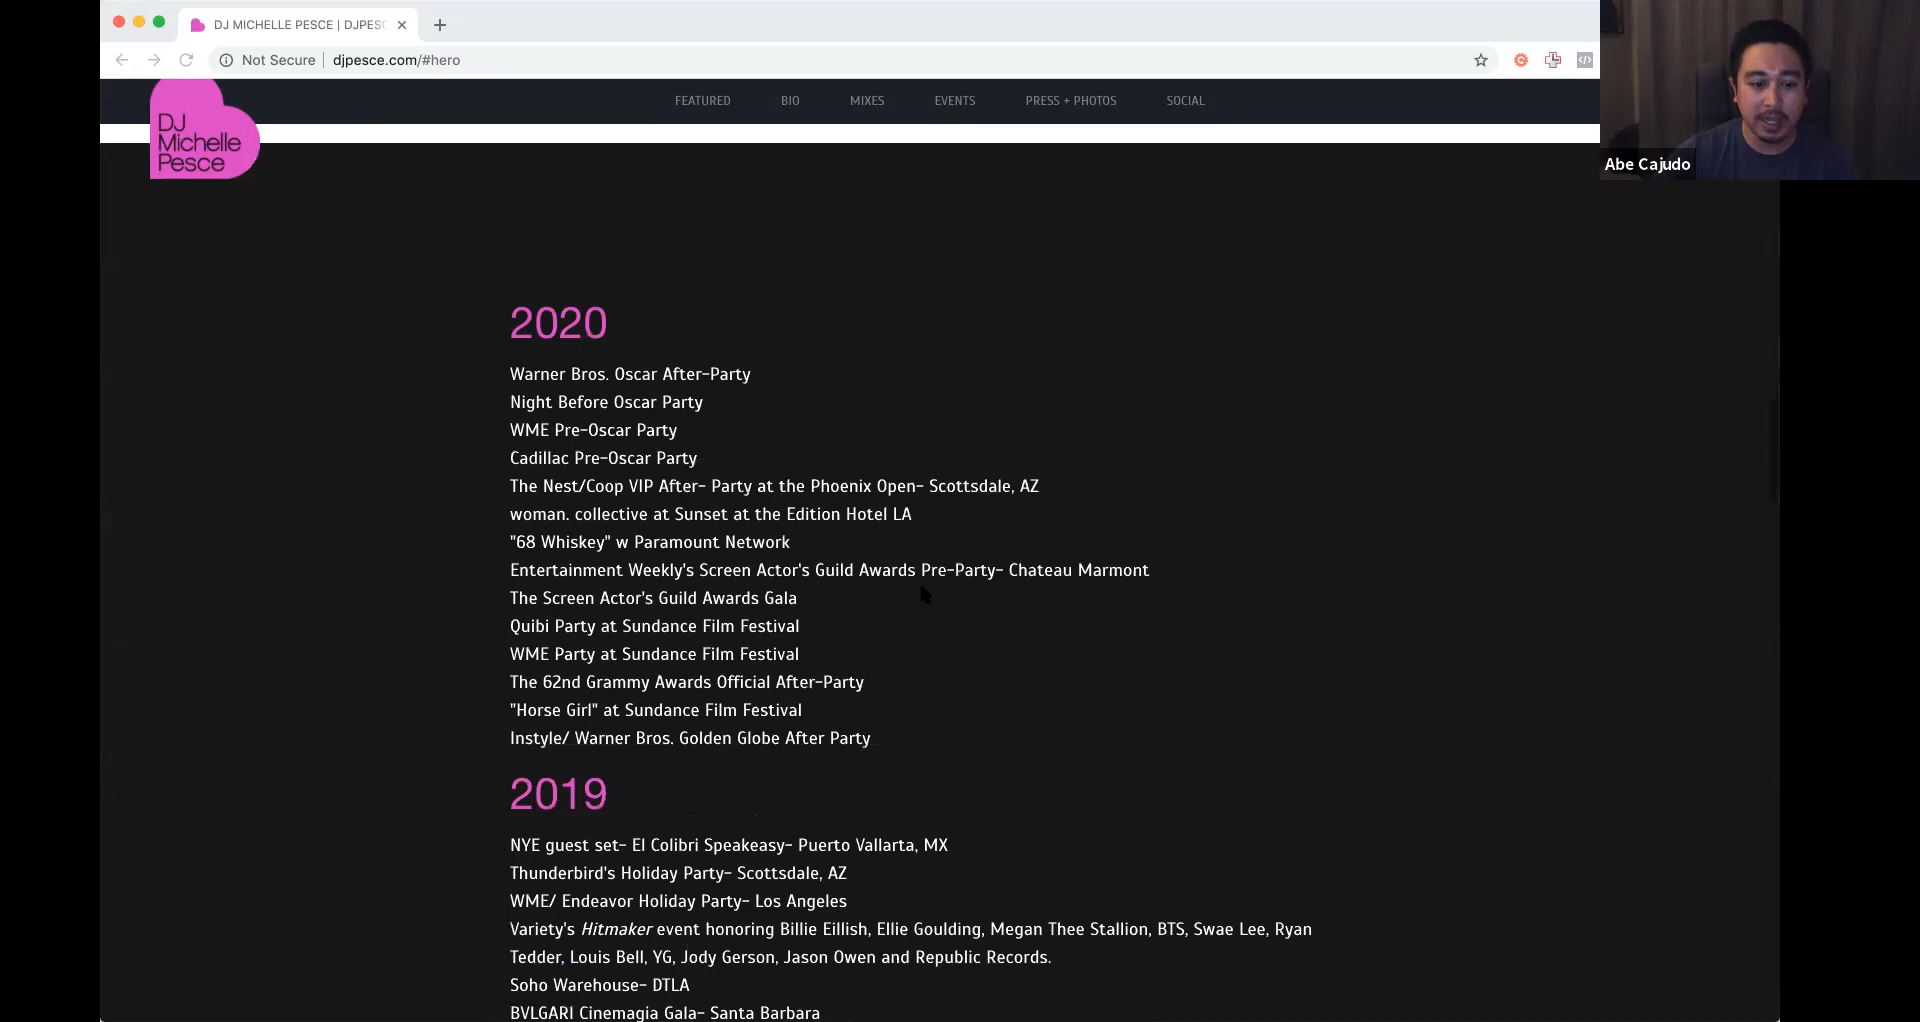 DJ MICHELLE PESCE | DJPESC
Not Secure
djpesce.com/#hero
DJ
Michelle
Pesce
FEATURED
BIO
MIXES
EVENTS
PRESS + PHOTOS
SOCIAL
Abe Cajudo
2020
Warner Bros. Oscar After-Party
Night Before Oscar Party
WME Pre-Oscar Party
Cadillac Pre-Oscar Party
The Nest/Coop VIP After- Party at the Phoenix Open- Scottsdale, AZ
woman. collective at Sunset at the Edition Hotel LA
"68 Whiskey" w Paramount Network
Entertainment Weekly's Screen Actor's Guild Awards Pre-Party- Chateau Marmont
The Screen Actor's Guild Awards Gala
Quibi Party at Sundance Film Festival
WME Party at Sundance Film Festival
The 62nd Grammy Awards Official After-Party
"Horse Girl" at Sundance Film Festival
Instyle/ Warner Bros. Golden Globe After Party
2019
NYE guest set- El Colibri Speakeasy- Puerto Vallarta, MX
Thunderbird's Holiday Party- Scottsdale, AZ
WME/ Endeavor Holiday Party- Los Angeles
Variety's Hitmaker event honoring Billie Eillish, Ellie Goulding, Megan Thee Stallion, BTS, Swae Lee, Ryan
Tedder, Louis Bell, YG, Jody Gerson, Jason Owen and Republic Records.
Soho Warehouse- DTLA
BVLGARI Cinemagia Gala- Santa Barbara